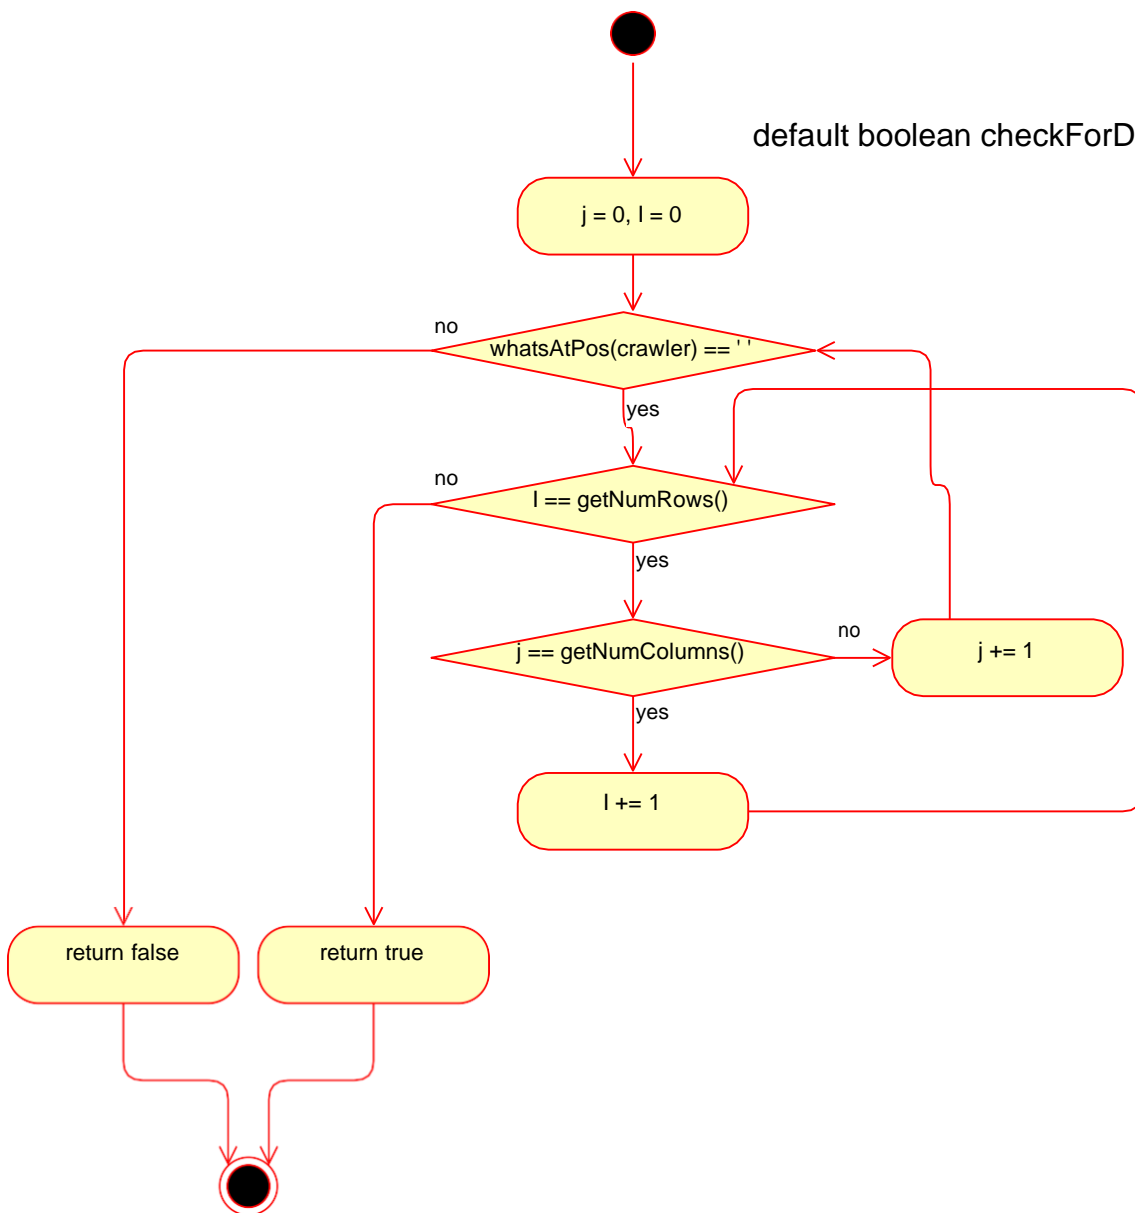 default boolean checkForD
j = 0, I = 0
no
whatsAtPos(crawler) == ' '
yes
no
I == getNumRows()
yes
j == getNumColumns()
no
j += 1
yes
I += 1
return false
return true